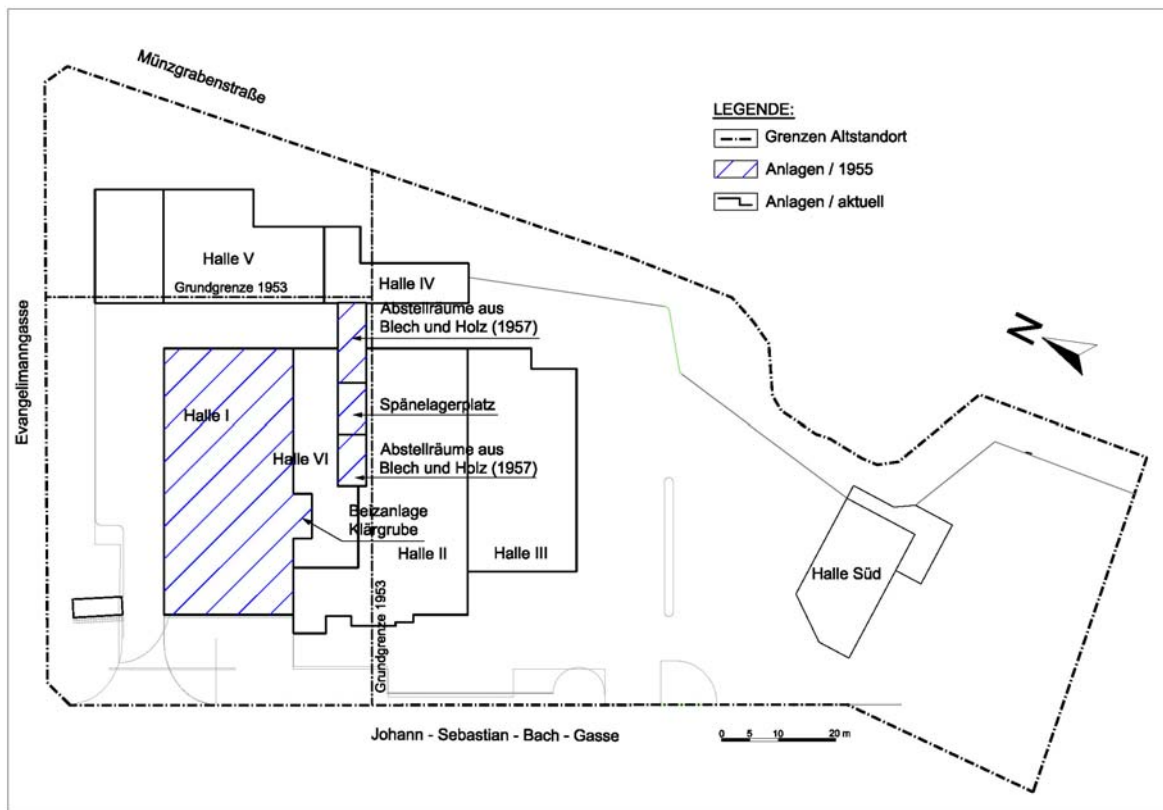 Münzgrabenstraße
LEGENDE:
Grenzen Altstandort
Anlagen / 1955
Anlagen / aktuell
Halle V
Halle IV
Grundgrenze 1953
Abstellräume aus
Blech und Holz (1957)
N
Evangelimanngasse
Halle I
Spänelagerplatz
Halle VI
Abstellräume aus
Blech und Holz (1957)
Beizanlage
Klärgrube
Halle II
Halle III
Halle Süd
Grundgrenze 1953
Johann - Sebastian - Bach - Gasse
0 5 10 20 m